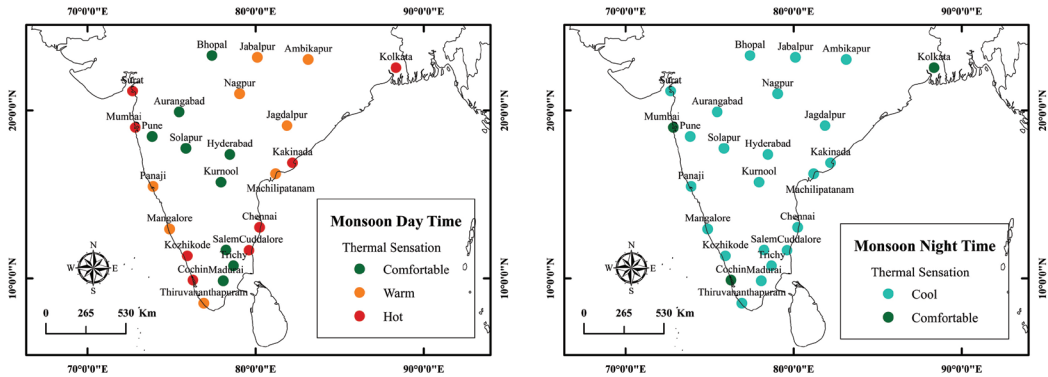 Bhopal
Jabalpur
Ambikapur
Kolkata
Surat
Nagpur
Aurangabad
Mumbai
Pune
Jagdalpur
Solapur
Hyderabad
Kakinada
Panaji
Kurnool
Machilipatanam
Mangalore
Chennai
Kozhikode
Salem
Cuddalore
Trichy
Cochin
Madurai
Thiruvananthapuram
Monsoon Day Time
Thermal Sensation
Comfortable
Warm
Hot
N
W
E
S
0 265 530 Km
20°0'0"N
10°0'0"N
70°0'0"E 80°0'0"E 90°0'0"E
Bhopal
Jabalpur
Ambikapur
Kolkata
Surat
Nagpur
Aurangabad
Mumbai
Pune
Jagdalpur
Solapur
Hyderabad
Kakinada
Panaji
Kurnool
Machilipatanam
Mangalore
Chennai
Kozhikode
Salem
Cuddalore
Trichy
Cochin
Madurai
Thiruvananthapuram
Monsoon Night Time
Thermal Sensation
Cool
Comfortable
N
W
E
S
0 265 530 Km
20°0'0"N
10°0'0"N
70°0'0"E 80°0'0"E 90°0'0"E